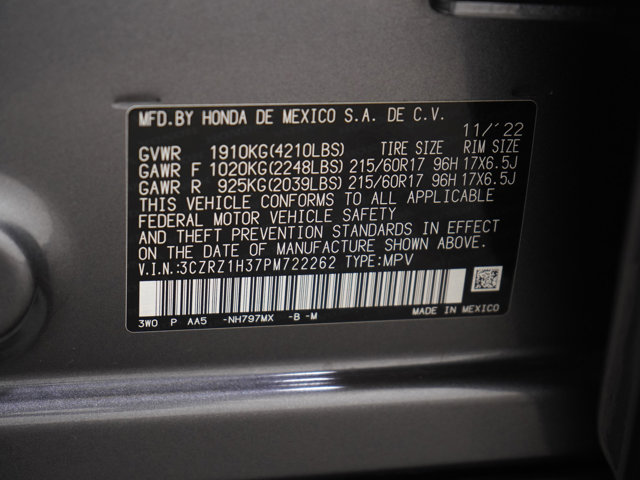 MFD.BY HONDA DE MEXICO S.A. DE C.V.
11/'22
GVWR 1910KG(4210LBS) TIRE SIZE RIM SIZE
GAWR F 1020KG(2248LBS) 215/60R17 96H 17X6.5J
GAWR R 925KG(2039LBS) 215/60R17 96H 17X6.5J
THIS VEHICLE CONFORMS TO ALL APPLICABLE
FEDERAL MOTOR VEHICLE SAFETY
AND THEFT PREVENTION STANDARDS IN EFFECT
ON THE DATE OF MANUFACTURE SHOWN ABOVE.
V.I.N.:3CZRZ1H37PM722262 TYPE:MPV
3W0 P AA5 -NH797MX -B-M MADE IN MEXICO